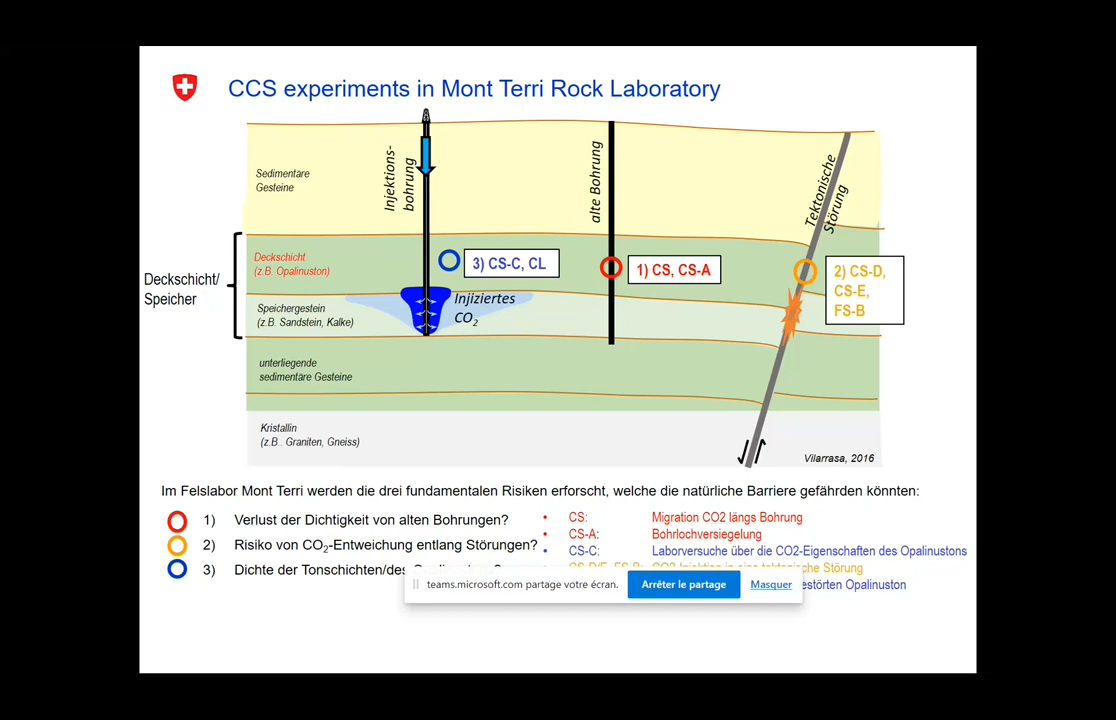 CCS experiments in Mont Terri Rock Laboratory
Sedimentäre
Gesteine
Injektions-
bohrung
alte Bohrung
Tektonische
Störung
Deckschicht/
Speicher
Deckschicht
(z.B. Opalinuston)
3) CS-C, CL
1) CS, CS-A
2) CS-D,
CS-E,
FS-B
Speichergestein
(z.B. Sandstein, Kalke)
Injiziertes
CO2
unterliegende
sedimentäre Gesteine
Kristallin
(z.B.. Graniten, Gneiss)
Vilarrasa, 2016
Im Felslabor Mont Terri werden die drei fundamentalen Risiken erforscht, welche die natürliche Barriere gefährden könnten:
1) Verlust der Dichtigkeit von alten Bohrungen?
2) Risiko von CO2-Entweichung entlang Störungen?
3) Dichte der Tonschichten/des
• CS: Migration CO2 längs Bohrung
• CS-A: Bohrlochversiegelung
• CS-C: Laborversuche über die CO2-Eigenschaften des Opalinustons
CO2 Injektion in eine tektonische Störung
gestörten Opalinuston
teams.microsoft.com partage votre écran.
Arrêter le partage
Masquer